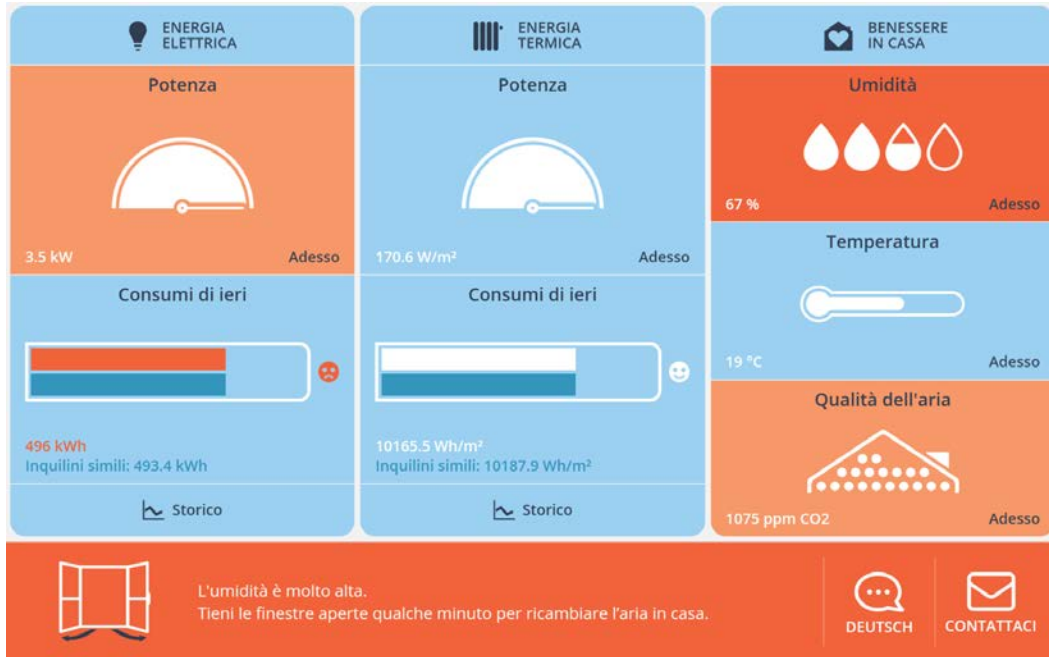 ENERGIA
ELETTRICA
Potenza
3.5 kW
Adesso
Consumi di ieri
496 kWh
Inquilini simili: 493.4 kWh
Storico
ENERGIA
TERMICA
Potenza
170.6 W/m²
Adesso
Consumi di ieri
10165.5 Wh/m²
Inquilini simili: 10187.9 Wh/m²
Storico
BENESSERE
IN CASA
Umidità
67 %
Adesso
Temperatura
19 °C
Adesso
Qualità dell'aria
1075 ppm CO2
Adesso
L'umidità è molto alta.
Tieni le finestre aperte qualche minuto per ricambiare l'aria in casa.
DEUTSCH
CONTATTACI